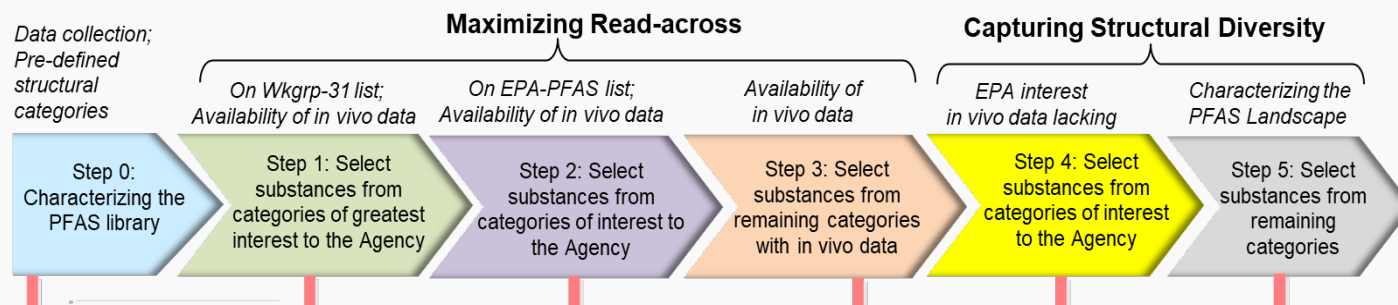 Maximizing Read-across
Capturing Structural Diversity
Data collection;
Pre-defined
structural
categories
On Wkgrp-31 list;
Availability of in vivo data
On EPA-PFAS list;
Availability of in vivo data
Availability of
in vivo data
EPA interest
in vivo data lacking
Characterizing the
PFAS Landscape
Step 0:
Characterizing the
PFAS library
Step 1: Select
substances from
categories of greatest
interest to the Agency
Step 2: Select
substances from
categories of interest to
the Agency
Step 3: Select
substances from
remaining categories
with in vivo data
Step 4: Select
substances from
categories of interest
to the Agency
Step 5: Select
substances from
remaining
categories